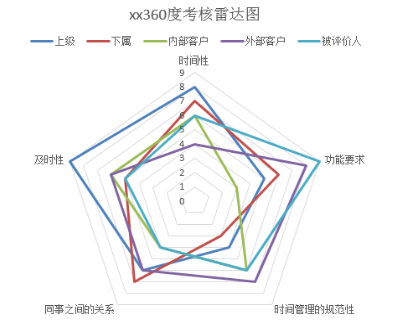 xx360度考核雷达图
上级 下属 内部客户 外部客户 被评价人
时间性
9
8
7
6
5
4
3
2
1
0
及时性 功能要求
同事之间的关系 时间管理的规范性